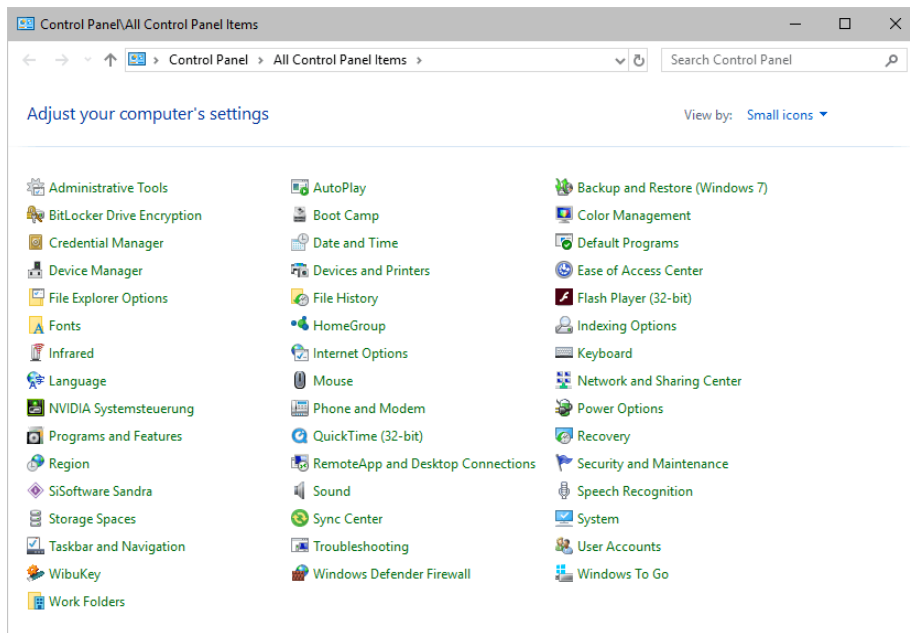 Control Panel\All Control Panel Items
Control Panel > All Control Panel Items >
Search Control Panel
Adjust your computer's settings
View by: Small icons
Administrative Tools
AutoPlay
Backup and Restore (Windows 7)
BitLocker Drive Encryption
Boot Camp
Color Management
Credential Manager
Date and Time
Default Programs
Device Manager
Devices and Printers
Ease of Access Center
File Explorer Options
File History
Flash Player (32-bit)
Fonts
HomeGroup
Indexing Options
Infrared
Internet Options
Keyboard
Language
Mouse
Network and Sharing Center
NVIDIA Systemsteuerung
Phone and Modem
Power Options
Programs and Features
QuickTime (32-bit)
Recovery
Region
RemoteApp and Desktop Connections
Security and Maintenance
SiSoftware Sandra
Sound
Speech Recognition
Storage Spaces
Sync Center
System
Taskbar and Navigation
Troubleshooting
User Accounts
WibuKey
Windows Defender Firewall
Windows To Go
Work Folders